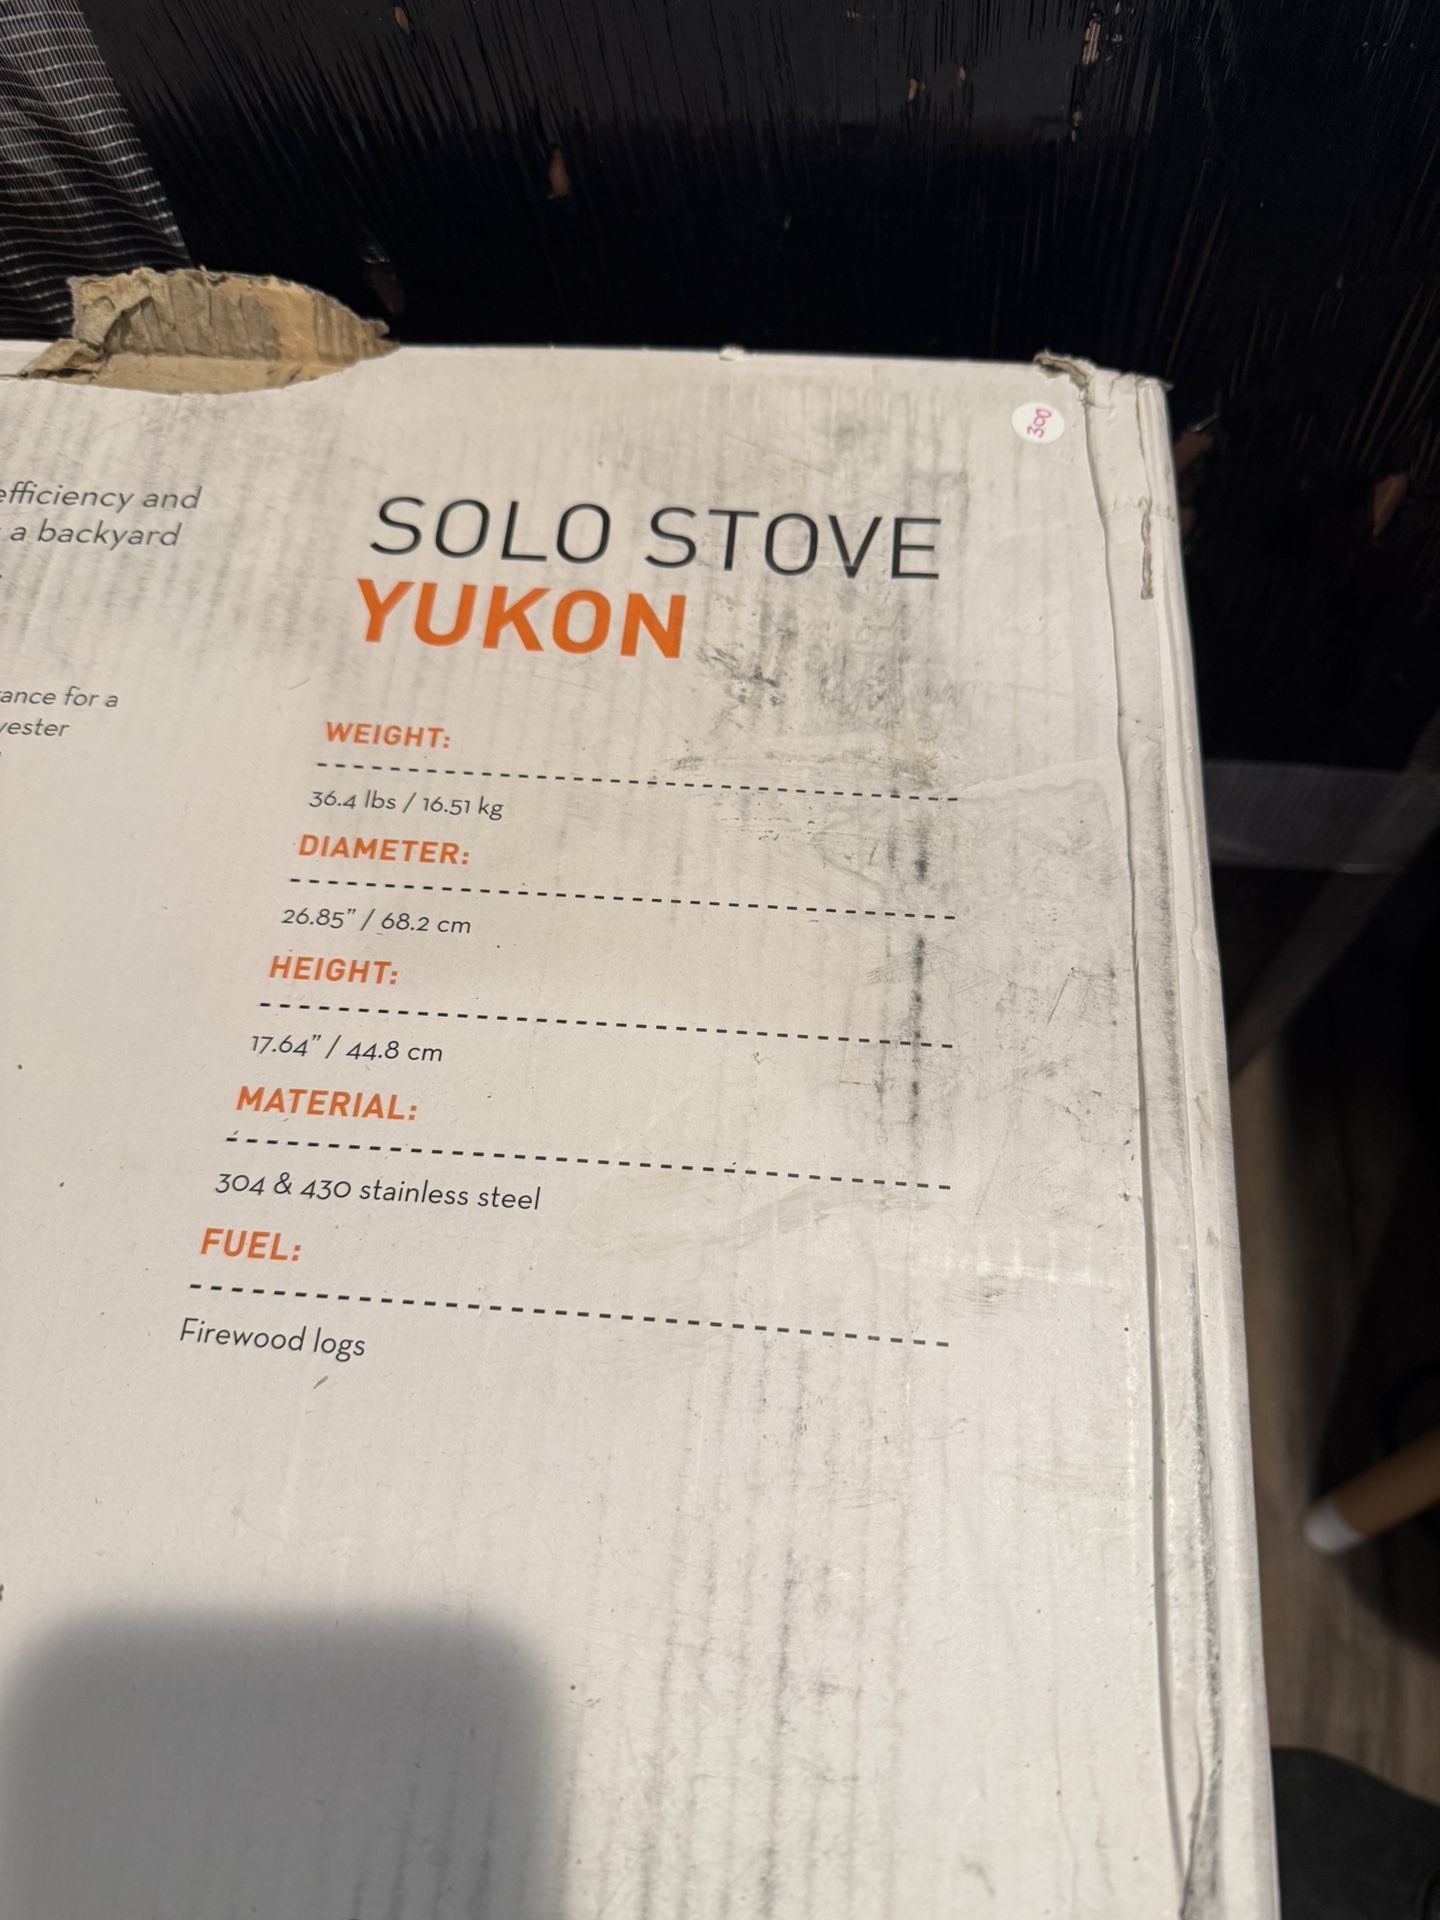 300
efficiency and
a backyard
ance for a
yester
SOLO STOVE
YUKON
WEIGHT:
36.4 lbs / 16.51 kg
DIAMETER:
26.85" / 68.2 cm
HEIGHT:
17.64" / 44.8 cm
MATERIAL:
304 & 430 stainless steel
FUEL:
Firewood logs